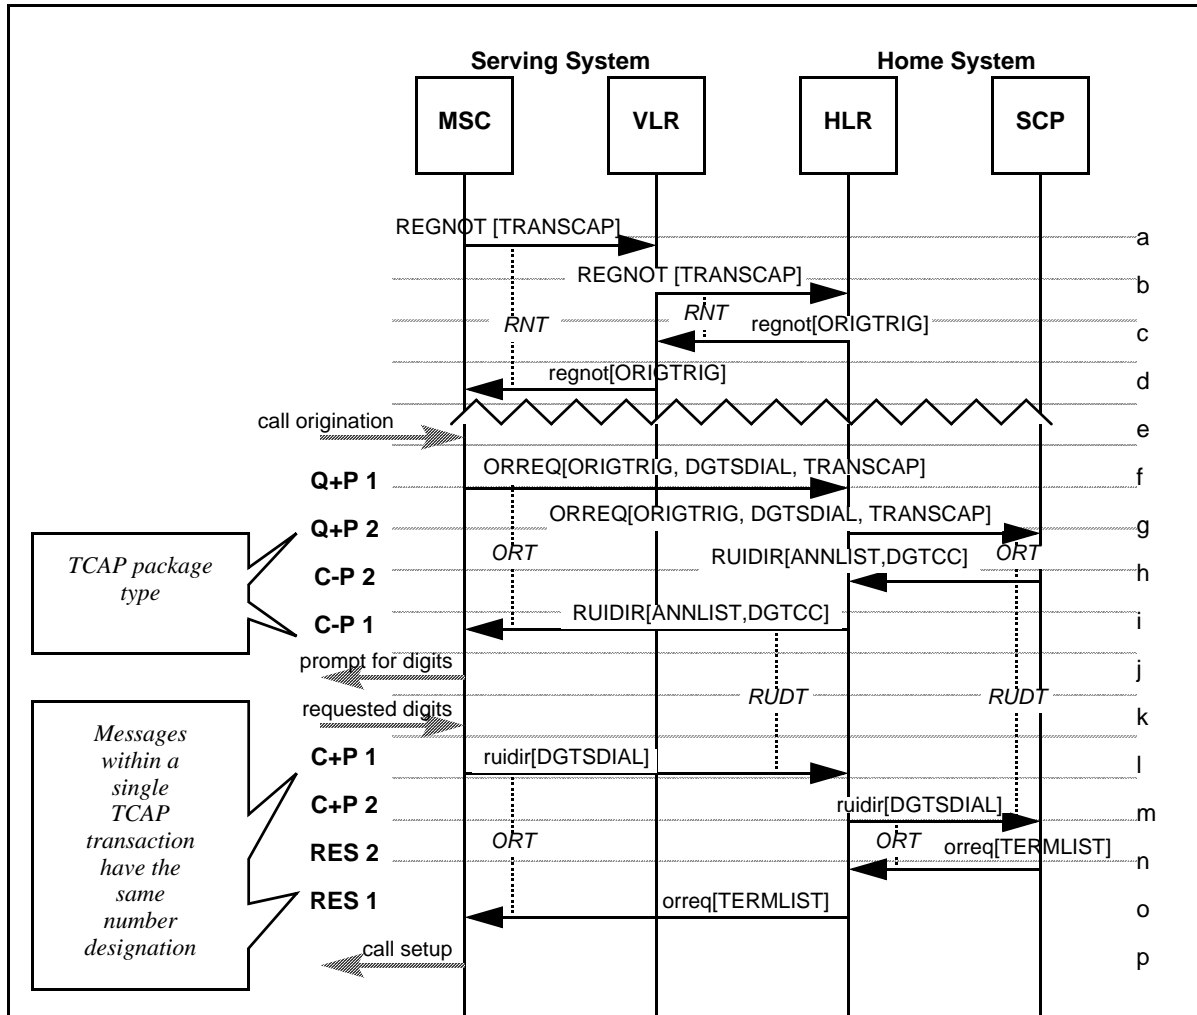 Serving System Home System
MSC VLR HLR SCP
REGNOT [TRANSCAP]
a
REGNOT [TRANSCAP]
b
RNT RNT regnot[ORIGTRIG]
c
regnot[ORIGTRIG]
d
call origination
e
ORREQ[ORIGTRIG, DGTSDIAL, TRANSCAP]
Q+P 1 f
ORREQ[ORIGTRIG, DGTSDIAL, TRANSCAP]
Q+P 2 g
TCAP package
type
ORT RUIDIR[ANNLIST,DGTCC] ORT
C-P 2 h
RUIDIR[ANNLIST,DGTCC]
C-P 1 i
prompt for digits
j
RUDT RUDT
requested digits
k
Messages
within a
single
TCAP
transaction
have the
same
number
designation
C+P 1 ruidir[DGTSDIAL] l
C+P 2 ruidir[DGTSDIAL] m
ORT ORT orreq[TERMLIST]
RES 2 n
RES 1 orreq[TERMLIST] o
call setup
p